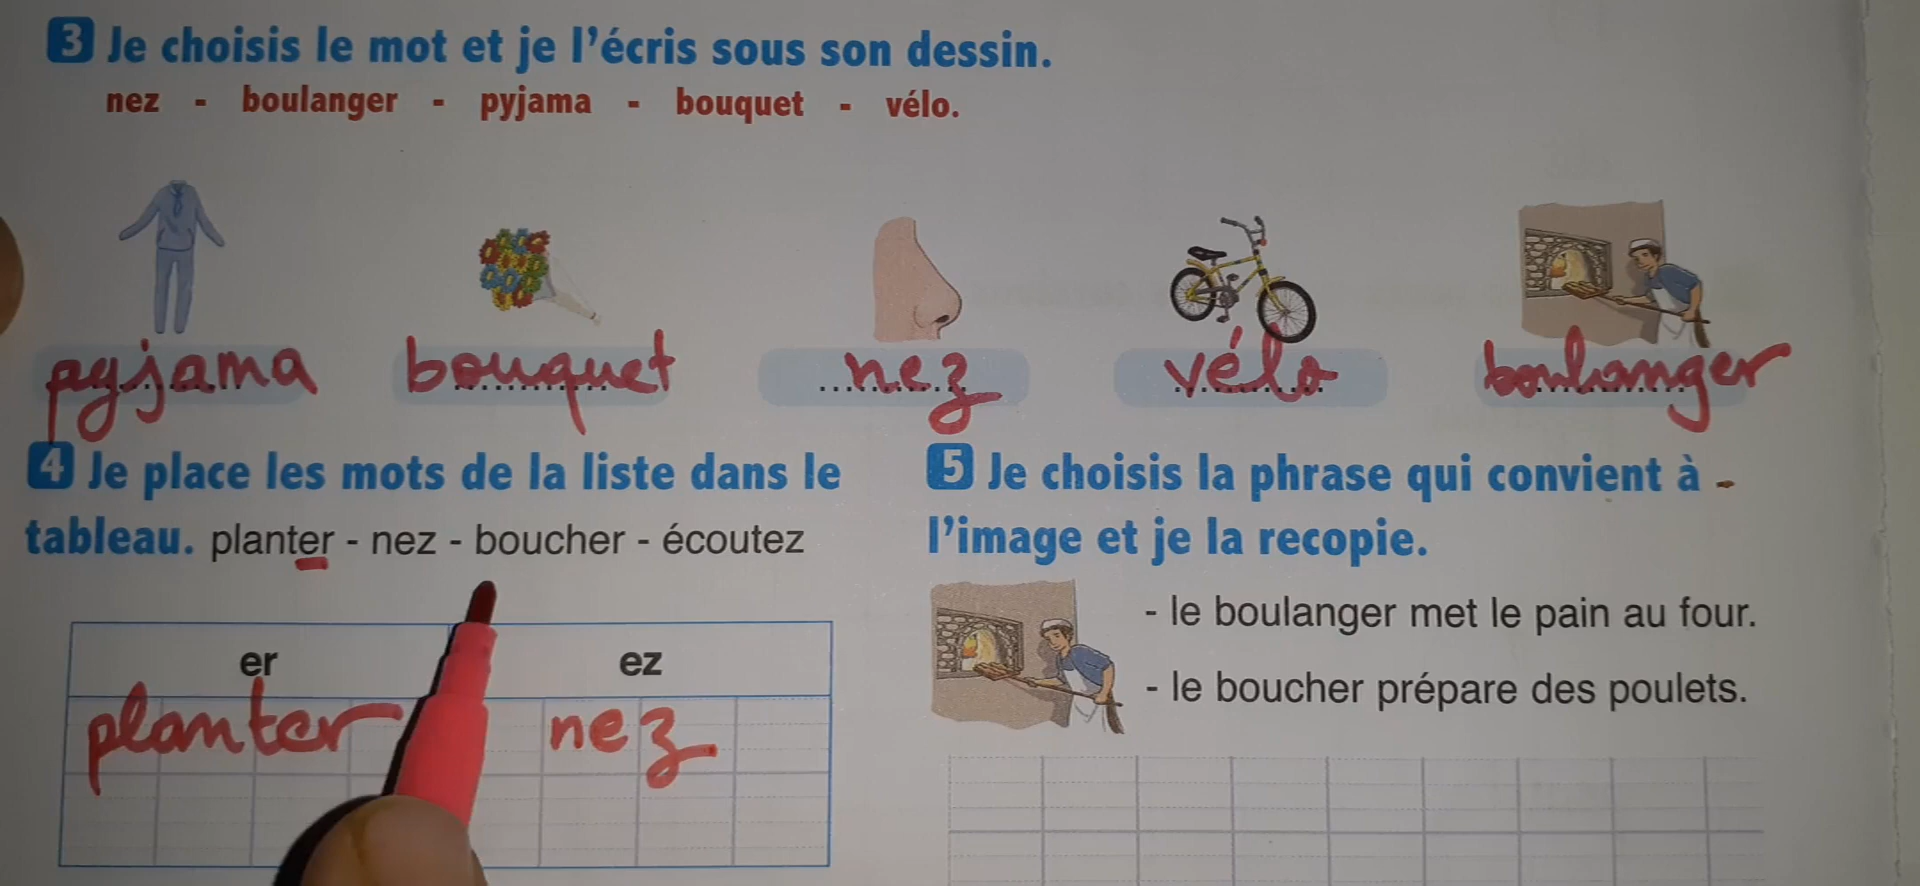 3 Je choisis le mot et je l'écris sous son dessin.
nez - boulanger - pyjama - bouquet - vélo.
pyjama bouquet nez vélo boulanger
4 Je place les mots de la liste dans le
tableau. planter - nez - boucher - écoutez
er ez
planter nez
5 Je choisis la phrase qui convient à
l'image et je la recopie.
- le boulanger met le pain au four.
- le boucher prépare des poulets.